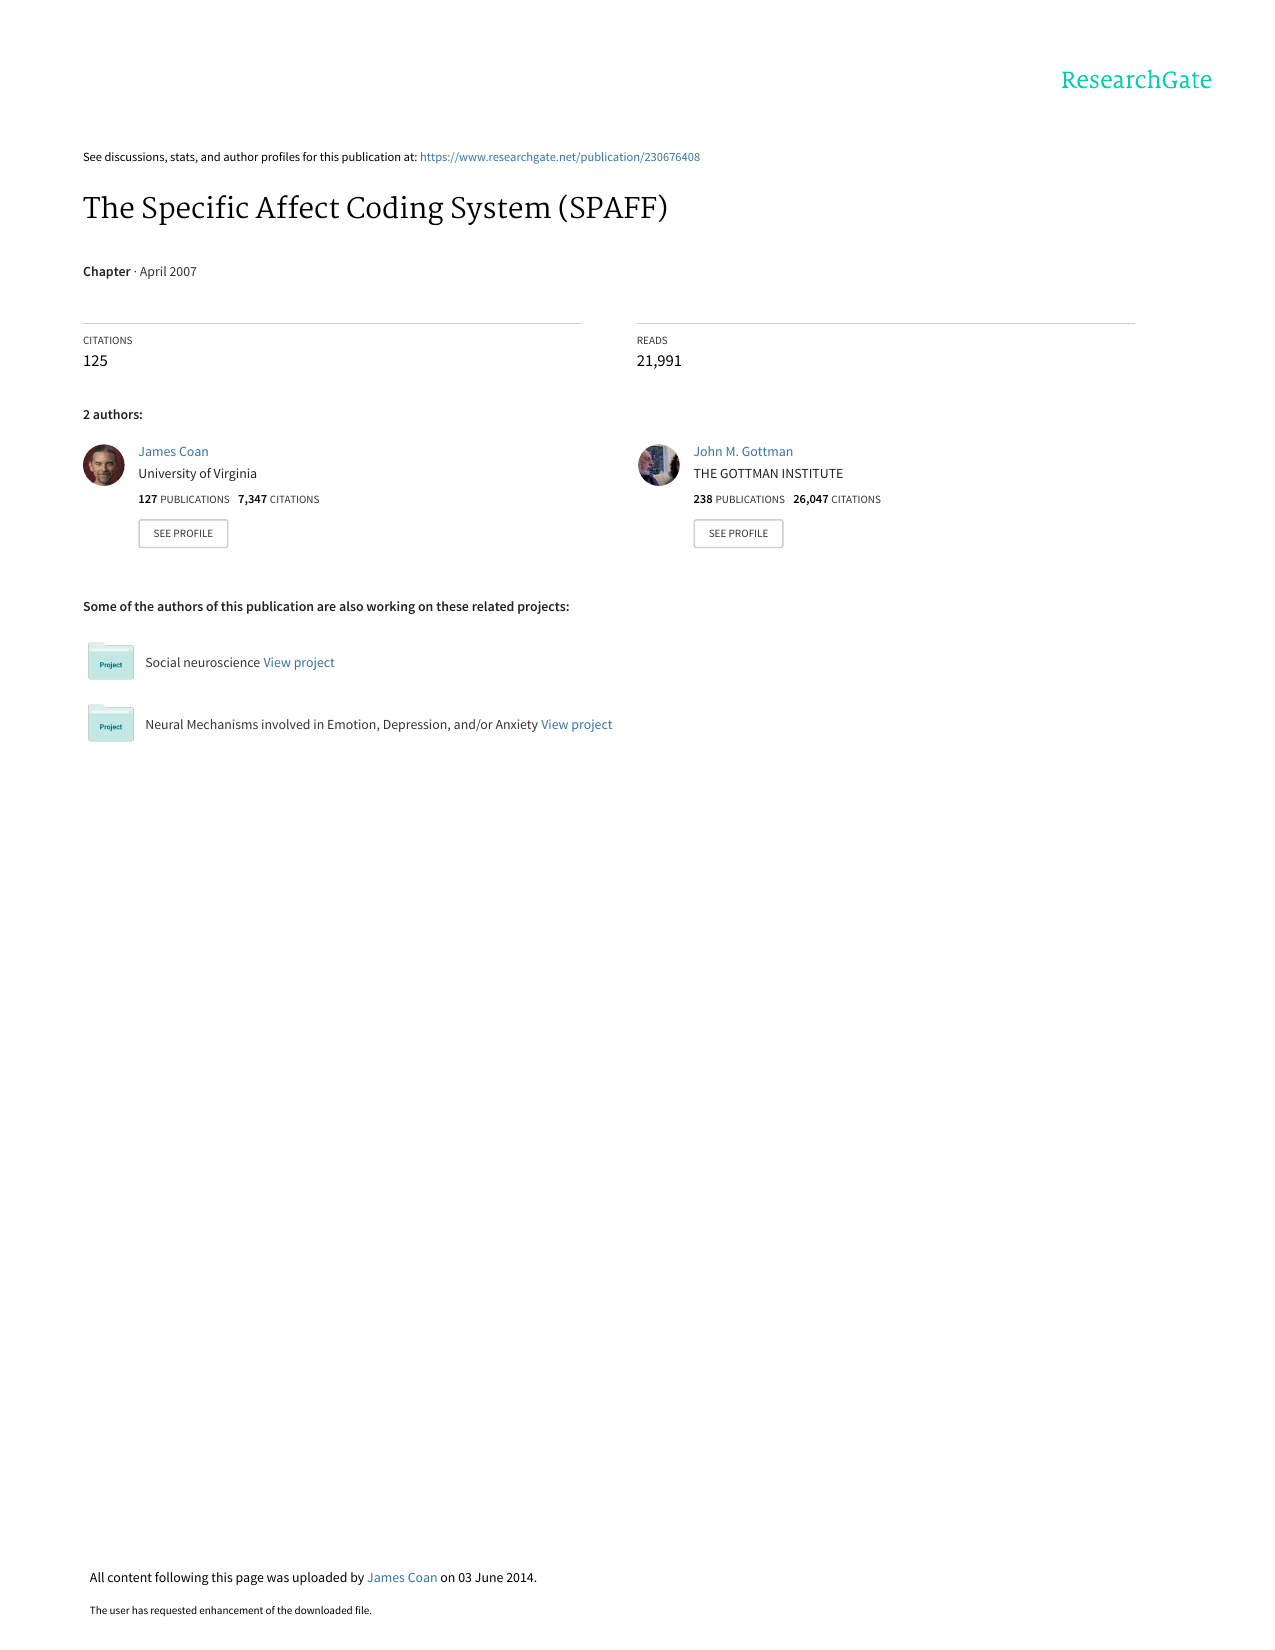 ResearchGate
See discussions, stats, and author profiles for this publication at: https://www.researchgate.net/publication/230676408
The Specific Affect Coding System (SPAFF)
Chapter · April 2007
CITATIONS
125
READS
21,991
2 authors:
James Coan
University of Virginia
127 PUBLICATIONS 7,347 CITATIONS
SEE PROFILE
John M. Gottman
THE GOTTMAN INSTITUTE
238 PUBLICATIONS 26,047 CITATIONS
SEE PROFILE
Some of the authors of this publication are also working on these related projects:
Project
Social neuroscience View project
Project
Neural Mechanisms involved in Emotion, Depression, and/or Anxiety View project
All content following this page was uploaded by James Coan on 03 June 2014.
The user has requested enhancement of the downloaded file.